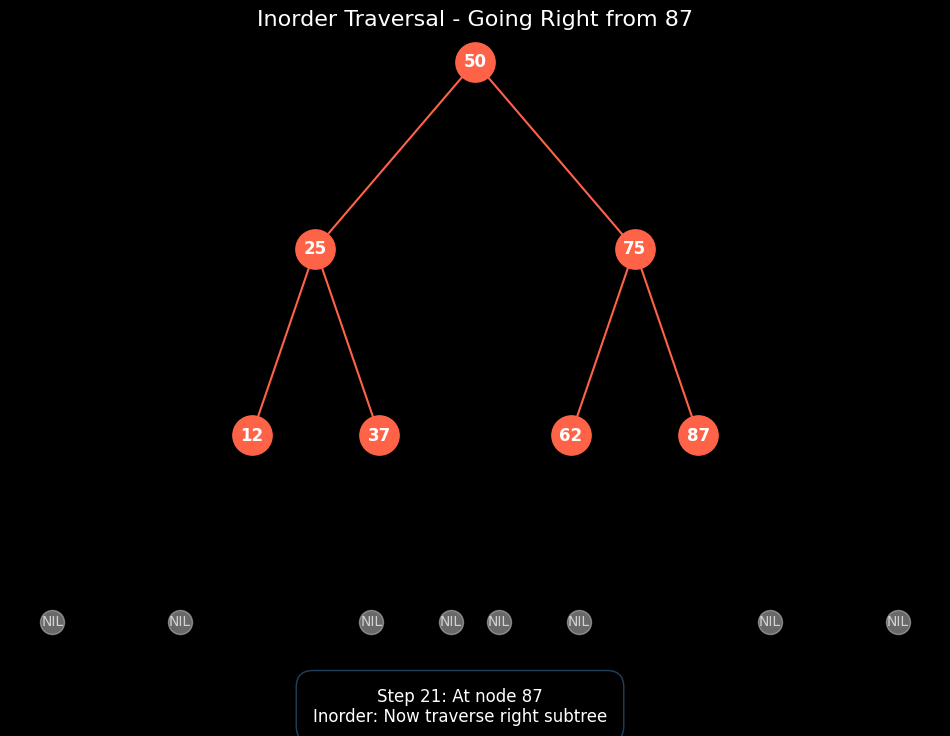 Inorder Traversal - Going Right from 87
50
25
75
12
37
62
87
NIL
NIL
NIL
NIL
NIL
NIL
NIL
NIL
Step 21: At node 87
Inorder: Now traverse right subtree